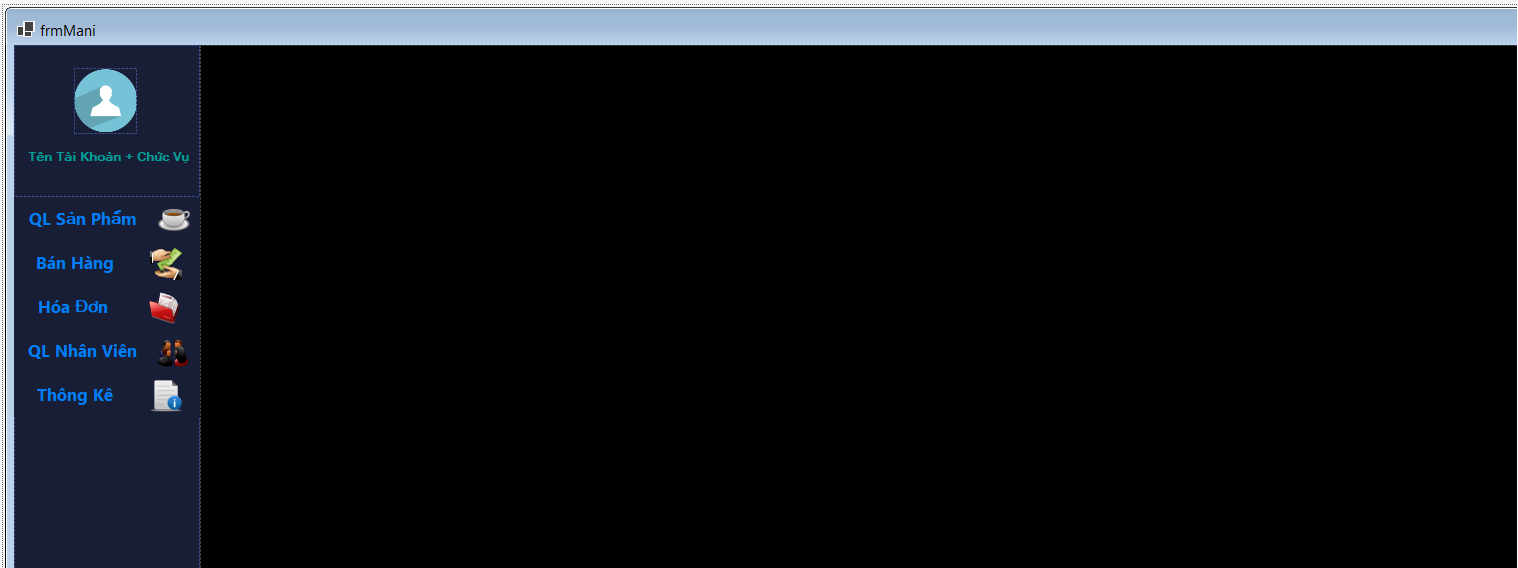 frmMani
Tên Tài Khoản + Chức Vụ
QL Sản Phẩm
Bán Hàng
Hóa Đơn
QL Nhân Viên
Thông Kê